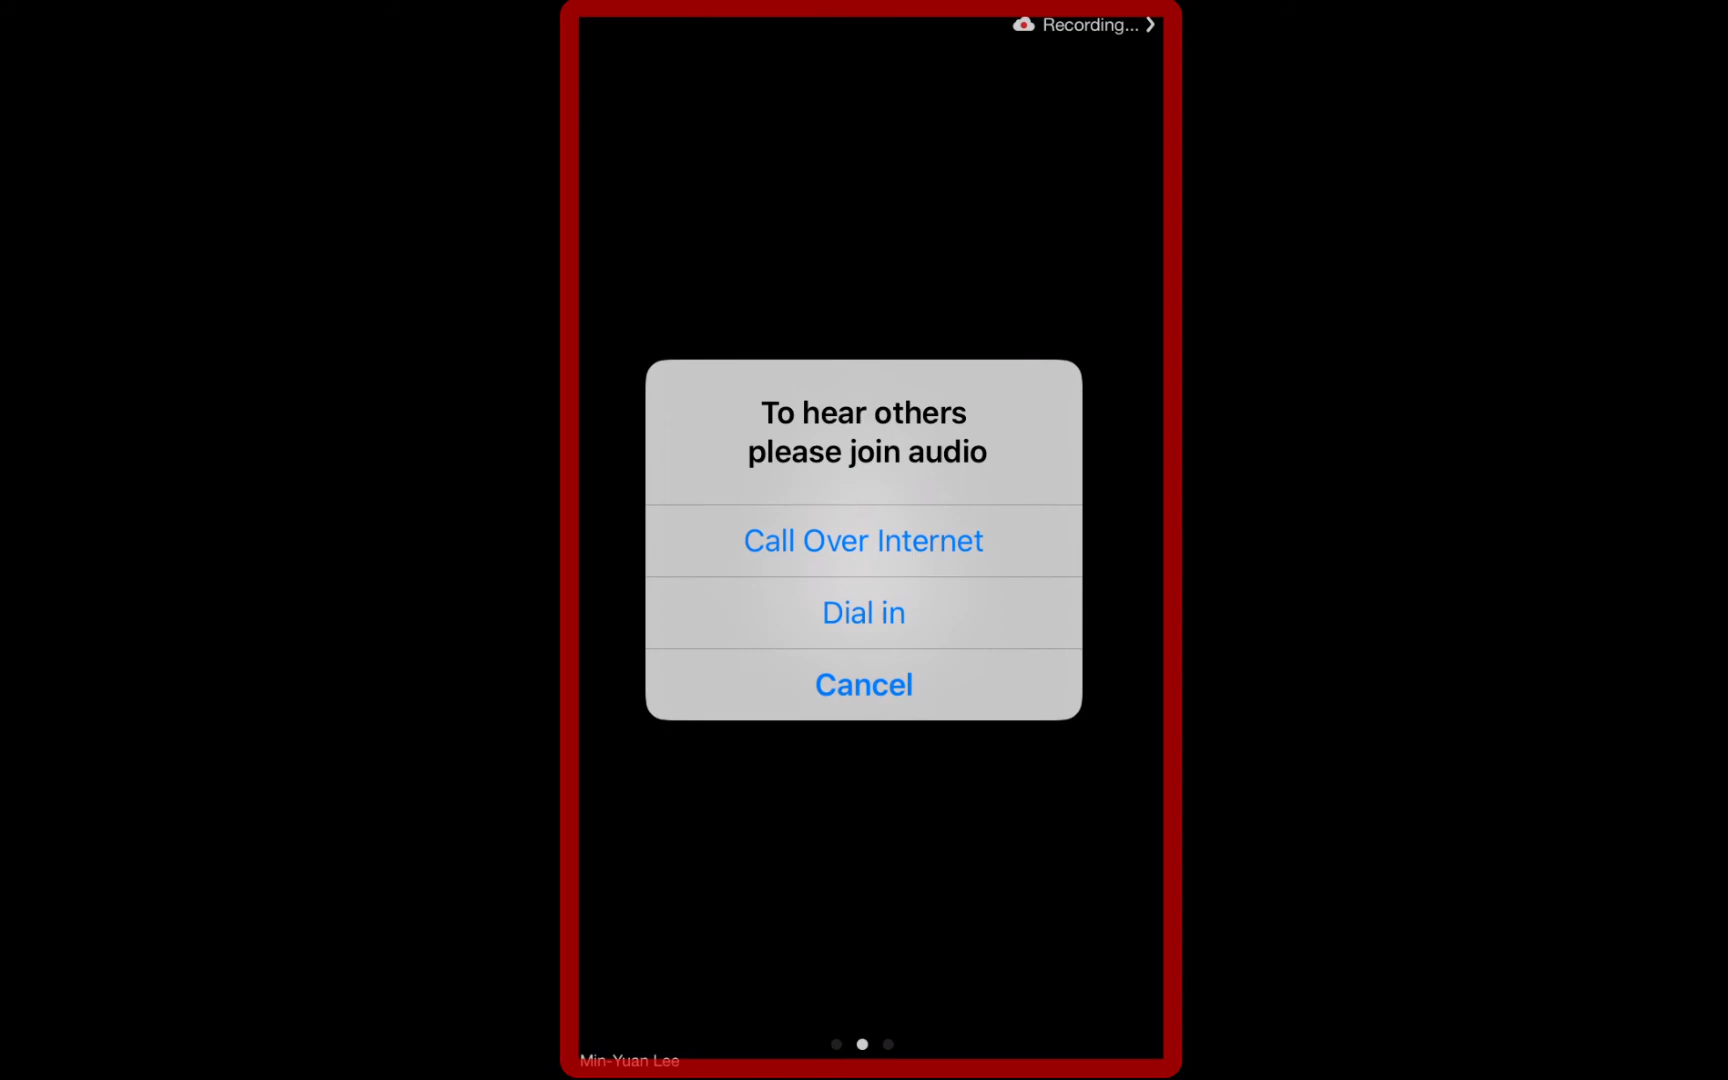 Recording...
To hear others
please join audio
Call Over Internet
Dial in
Cancel
Min-Yuan Lee